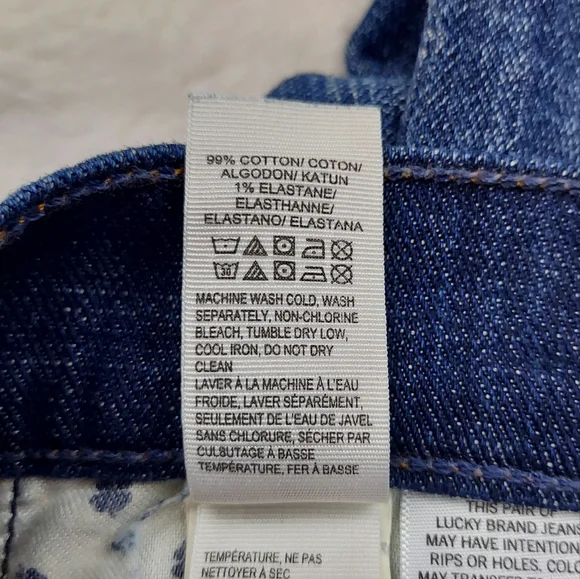 99% COTTON/ COTON/
ALGODON/ KATUN
1% ELASTANE/
ELASTHANNE/
ELASTANO/ ELASTANA
30
MACHINE WASH COLD, WASH
SEPARATELY, NON-CHLORINE
BLEACH, TUMBLE DRY LOW,
COOL IRON, DO NOT DRY
CLEAN
LAVER À LA MACHINE À L'EAU
FROIDE, LAVER SÉPARÉMENT,
SEULEMENT DE L'EAU DE JAVEL
SANS CHLORURE, SÉCHER PAR
CULBUTAGE À BASSE
TEMPÉRATURE, FER À BASSE
TEMPÉRATURE, NE PAS
NETTOYER À SEC
THIS PAIR OF
LUCKY BRAND JEANS
MAY HAVE INTENTION
RIPS OR HOLES. COLO